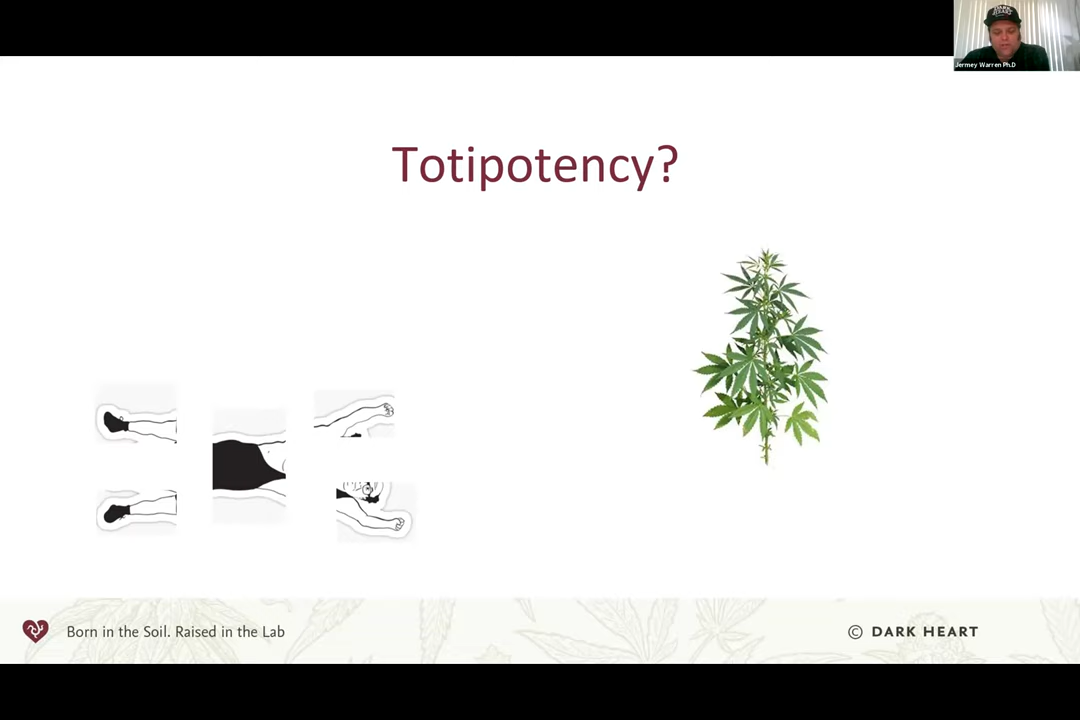 Jermey Warren Ph.D
Totipotency?
Born in the Soil. Raised in the Lab
© DARK HEART